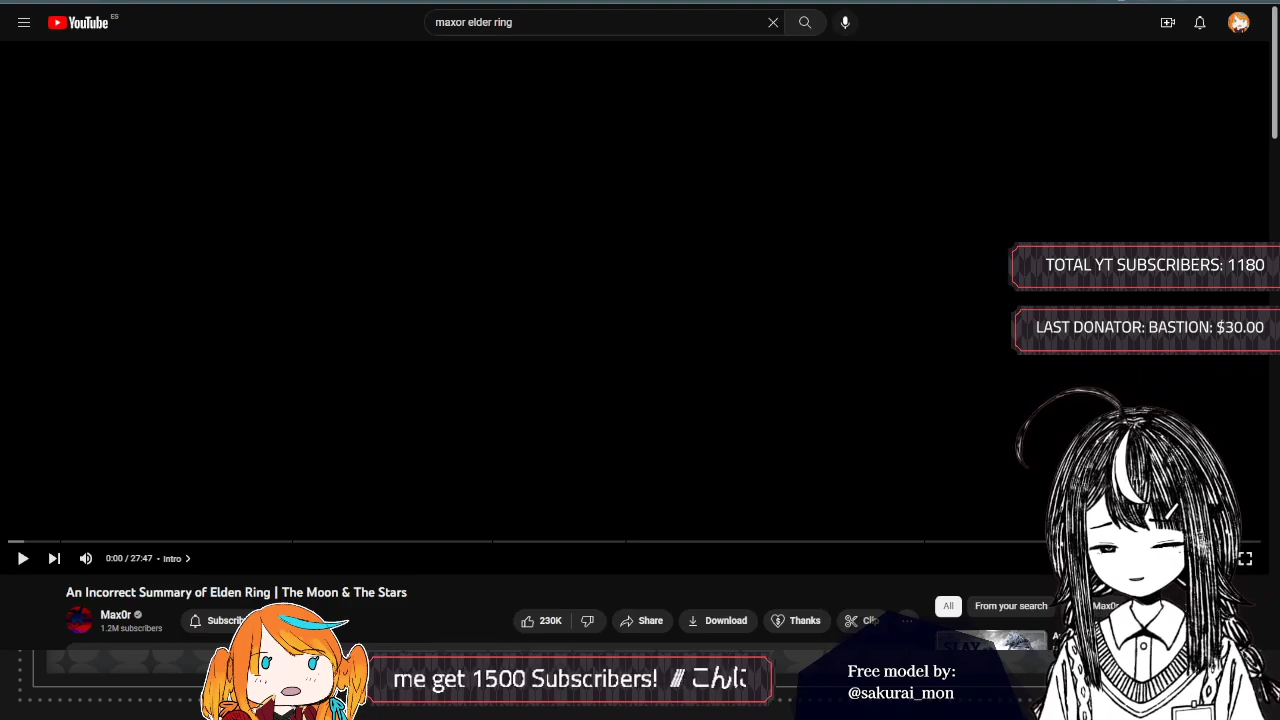 YouTube ES
maxor elder ring
TOTAL YT SUBSCRIBERS: 1180
LAST DONATOR: BASTION: $30.00
0:00 / 27:47 • Intro
An Incorrect Summary of Elden Ring | The Moon & The Stars
Max0r
1.2M subscribers
230K
Share
Download
Thanks
All
From your search
me get 1500 Subscribers! /// こんに
Free model by:
@sakurai_mon